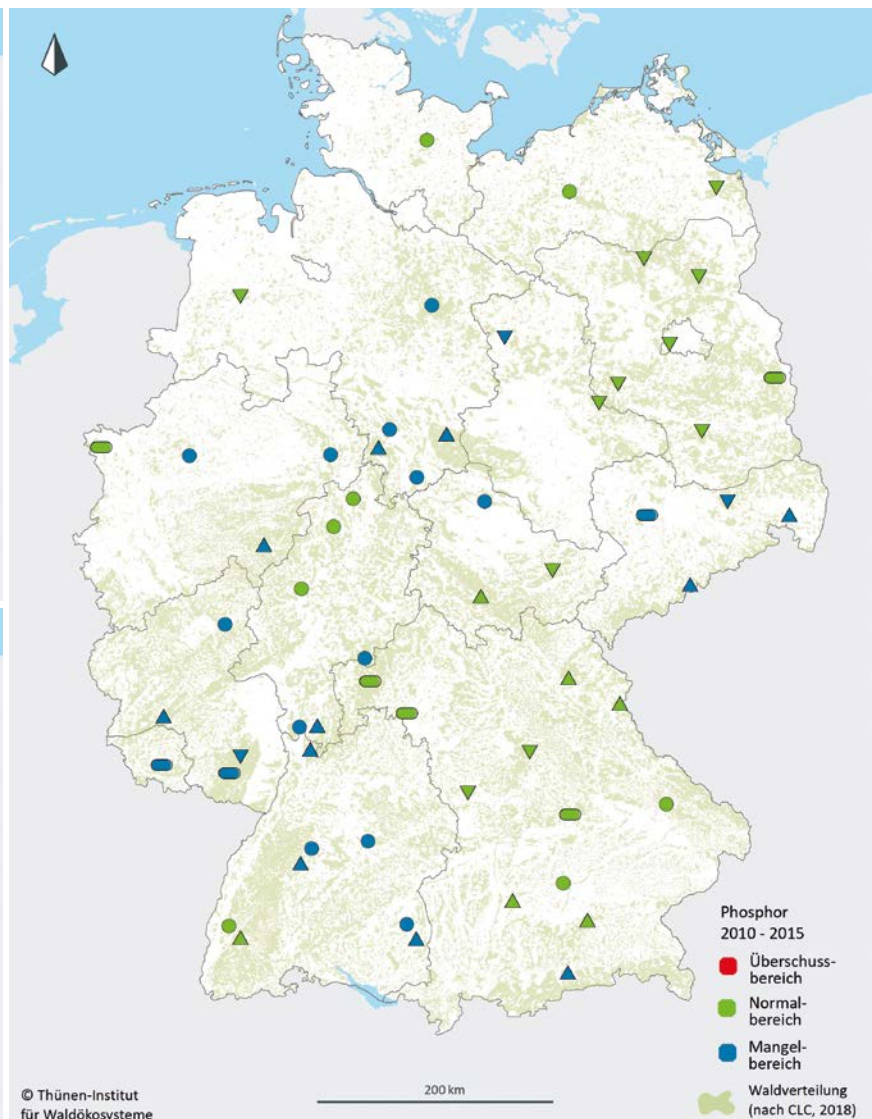 Phosphor
2010 - 2015
Überschuss-
bereich
Normal-
bereich
Mangel-
bereich
Waldverteilung
(nach CLC, 2018)
200 km
© Thünen-Institut
für Waldökosysteme